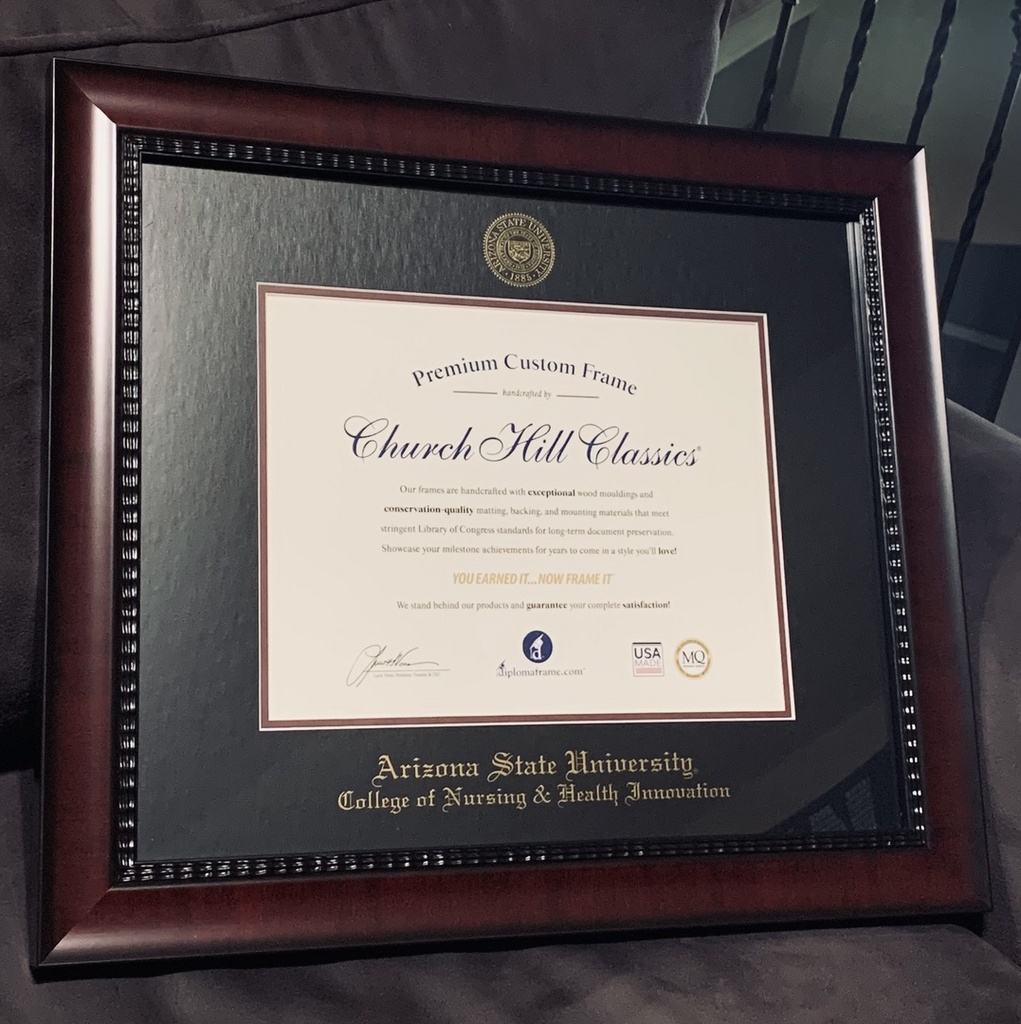 ARIZONA STATE UNIVERSITY
· 1885 ·
Premium Custom Frame
handcrafted by
Church Hill Classics®
Our frames are handcrafted with exceptional wood mouldings and
conservation-quality matting, backing, and mounting materials that meet
stringent Library of Congress standards for long-term document preservation.
Showcase your milestone achievements for years to come in a style you'll love!
YOU EARNED IT...NOW FRAME IT
We stand behind our products and guarantee your complete satisfaction!
diplomaframe.com
USA
MADE
MQ
Arizona State University®
College of Nursing & Health Innovation